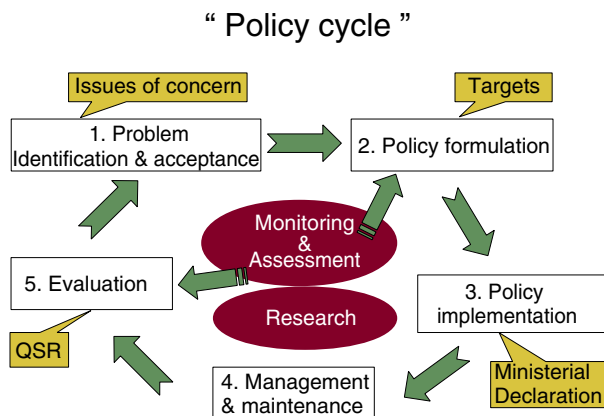 “ Policy cycle ”
Issues of concern
Targets
1. Problem
Identification & acceptance
2. Policy formulation
Monitoring
&
Assessment
5. Evaluation
3. Policy
implementation
Research
QSR
4. Management
& maintenance
Ministerial
Declaration